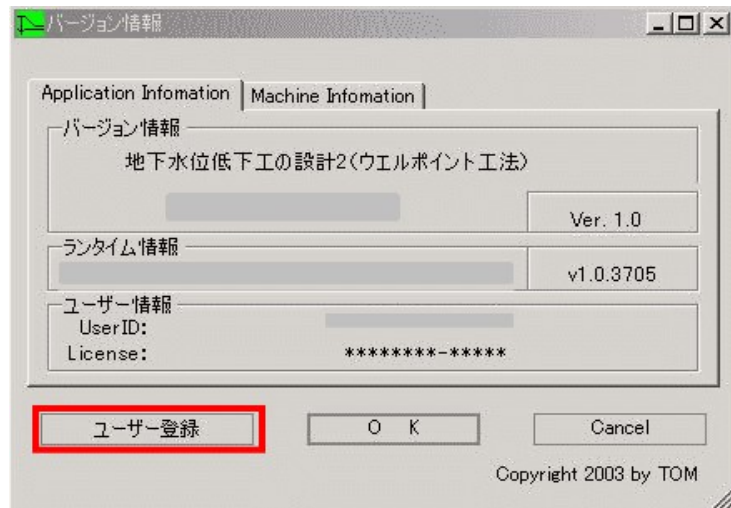 バージョン情報
Application Infomation
Machine Infomation
バージョン情報
地下水位低下工の設計2(ウエルポイント工法)
Ver. 1.0
ランタイム情報
v1.0.3705
ユーザー情報
UserID:
License: ********-*****
ユーザー登録
O K
Cancel
Copyright 2003 by TOM